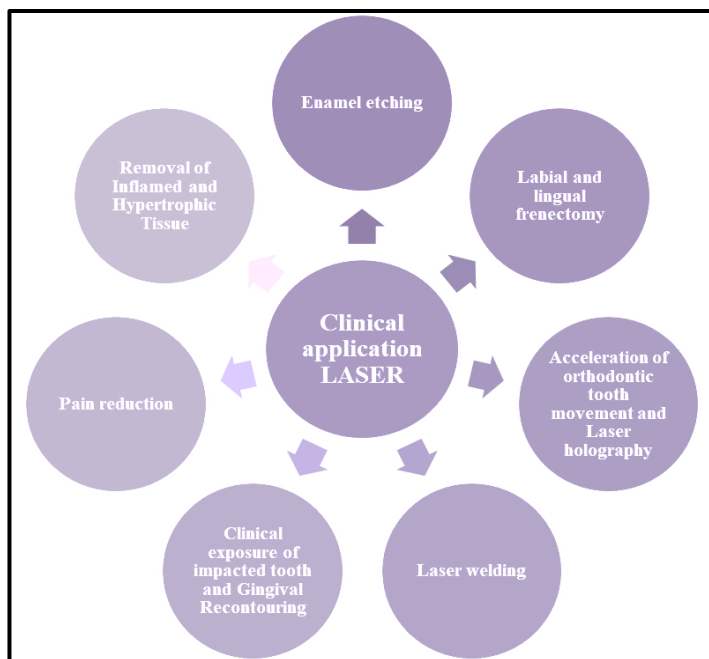 Enamel etching
Removal of
Inflamed and
Hypertrophic
Tissue
Labial and
lingual
frenectomy
Clinical
application
LASER
Pain reduction
Acceleration of
orthodontic
tooth
movement and
Laser
holography
Clinical
exposure of
impacted tooth
and Gingival
Recontouring
Laser welding